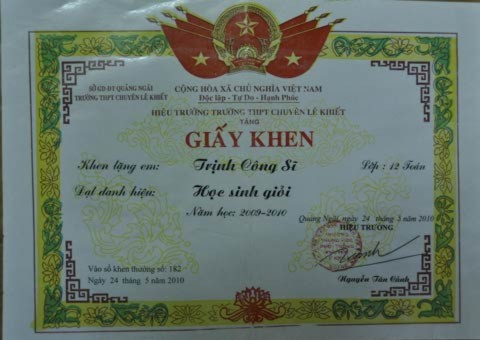 CỘNG HÒA XÃ CHỦ NGHĨA VIỆT NAM
Độc lập - Tự Do - Hạnh Phúc
SỞ GD-ĐT QUẢNG NGÃI
TRƯỜNG THPT CHUYÊN LÊ KHIẾT
HIỆU TRƯỞNG TRƯỜNG THPT CHUYÊN LÊ KHIẾT
TẶNG
GIẤY KHEN
Khen tặng em: Trịnh Công Sĩ Lớp: 12 Toán
Đạt danh hiệu: Học sinh giỏi
Năm học: 2009-2010
Quảng Ngãi, ngày 24 tháng 5 năm 2010
HIỆU TRƯỞNG
Nguyễn Tấn
Vào sổ khen thưởng số: 182
Ngày 24 tháng 5 năm 2010